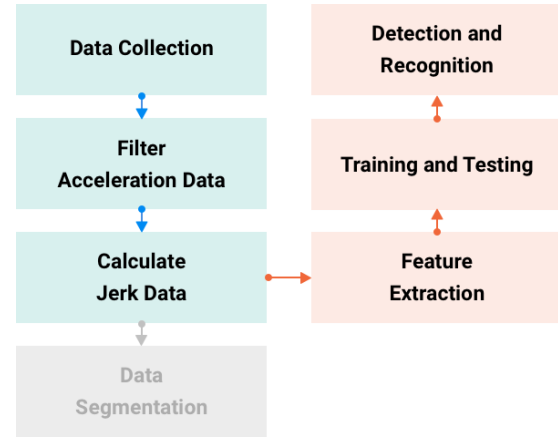 Data Collection
Filter
Acceleration Data
Calculate
Jerk Data
Data
Segmentation
Feature
Extraction
Training and Testing
Detection and
Recognition